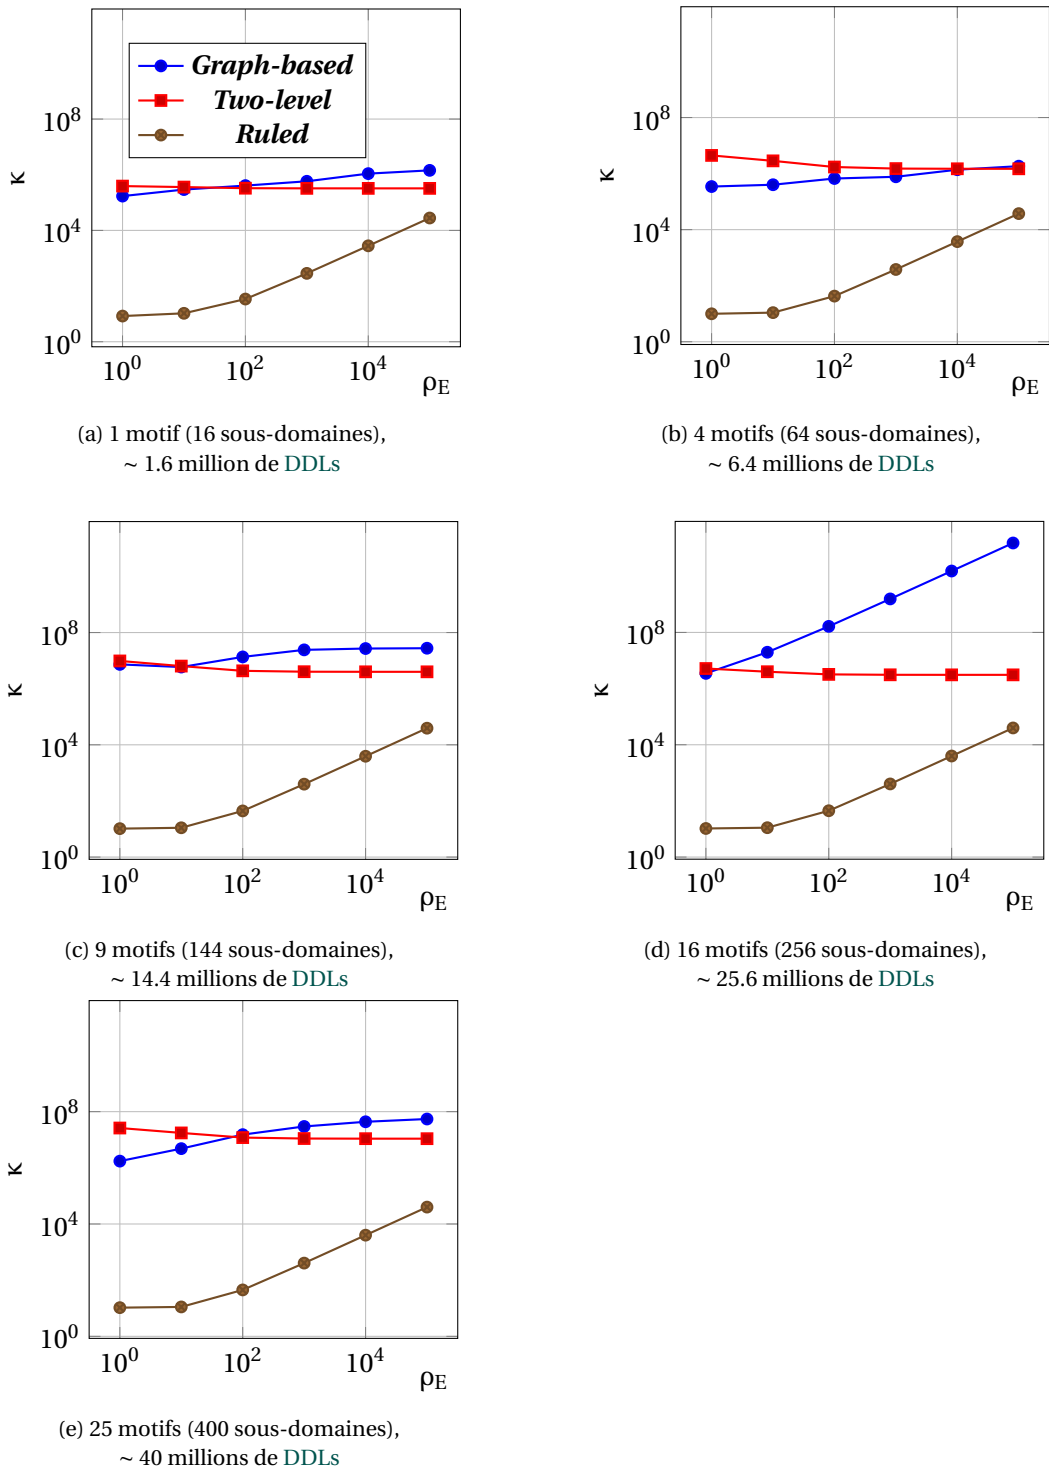 10^8
10^4
10^0
κ
Graph-based
Two-level
Ruled
10^0 10^2 10^4
ρ_E
(a) 1 motif (16 sous-domaines),
~ 1.6 million de DDLs
10^8
10^4
10^0
κ
10^0 10^2 10^4
ρ_E
(b) 4 motifs (64 sous-domaines),
~ 6.4 millions de DDLs
10^8
10^4
10^0
κ
10^0 10^2 10^4
ρ_E
(c) 9 motifs (144 sous-domaines),
~ 14.4 millions de DDLs
10^8
10^4
10^0
κ
10^0 10^2 10^4
ρ_E
(d) 16 motifs (256 sous-domaines),
~ 25.6 millions de DDLs
10^8
10^4
10^0
κ
10^0 10^2 10^4
ρ_E
(e) 25 motifs (400 sous-domaines),
~ 40 millions de DDLs